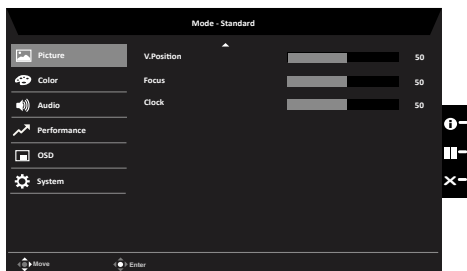 Mode - Standard
Picture
V.Position 50
Color
Focus 50
Audio
Clock 50
Performance
OSD
System
Move Enter